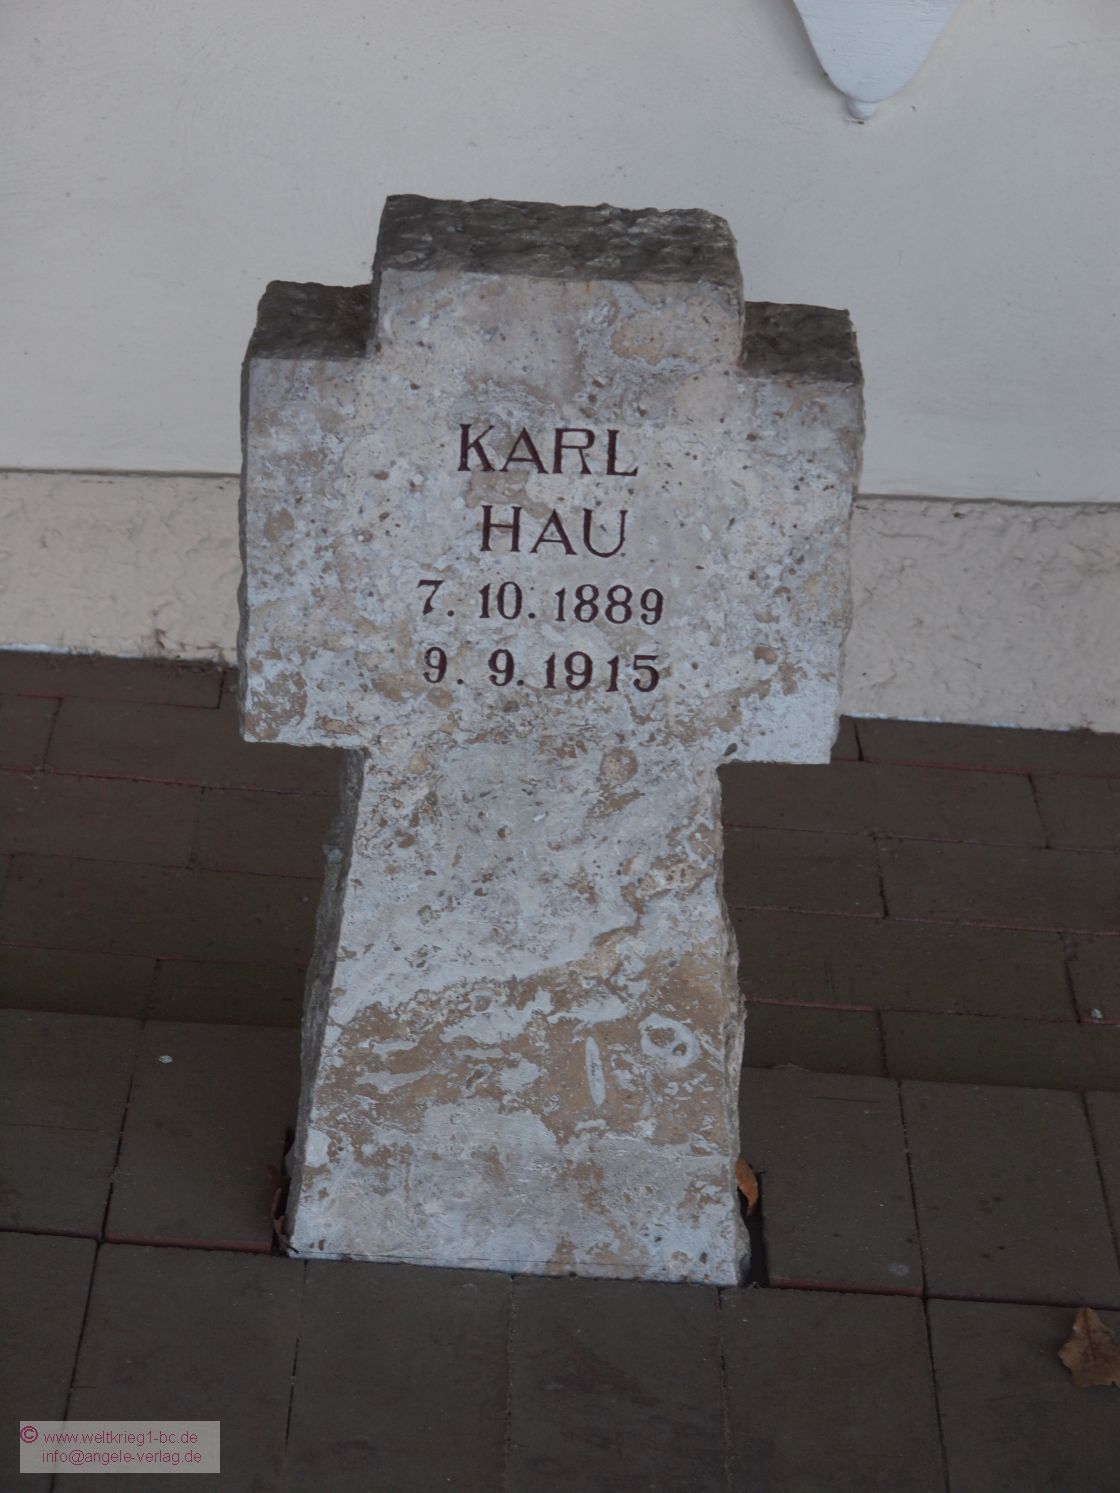 KARL
HAU
7. 10. 1889
9. 9. 1915
© www.weltkrieg1-bc.de
info@angele-verlag.de